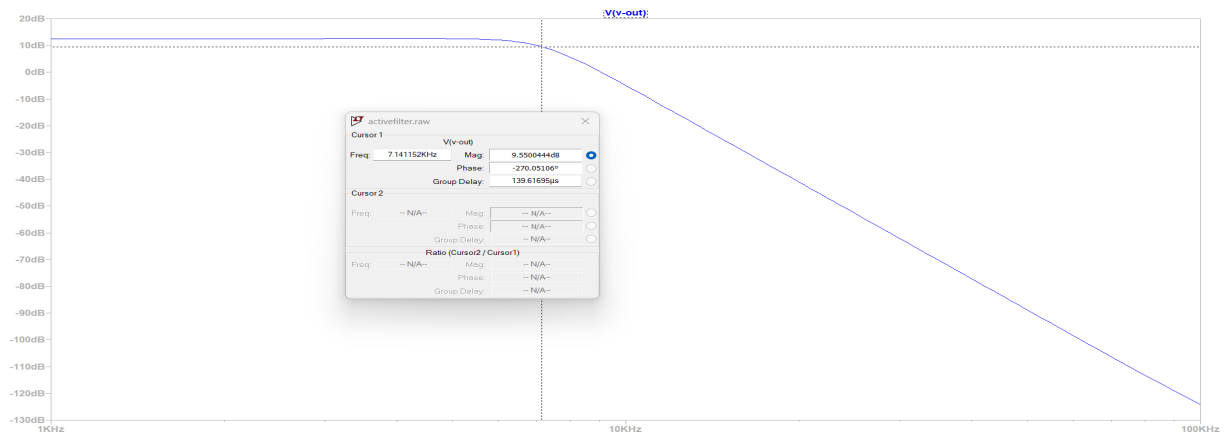 V(v-out)
20dB
10dB
0dB
-10dB
-20dB
-30dB
-40dB
-50dB
-60dB
-70dB
-80dB
-90dB
-100dB
-110dB
-120dB
-130dB
1KHz
10KHz
100KHz
activefilter.raw
Cursor 1
V(v-out)
Freq: 7.141152KHz Mag: 9.5500444dB
Phase: -270.05106°
Group Delay: 139.61695µs
Cursor 2
Freq: -- N/A-- Mag: -- N/A--
Phase: -- N/A--
Group Delay: -- N/A--
Ratio (Cursor2 / Cursor1)
Freq: -- N/A-- Mag: -- N/A--
Phase: -- N/A--
Group Delay: -- N/A--